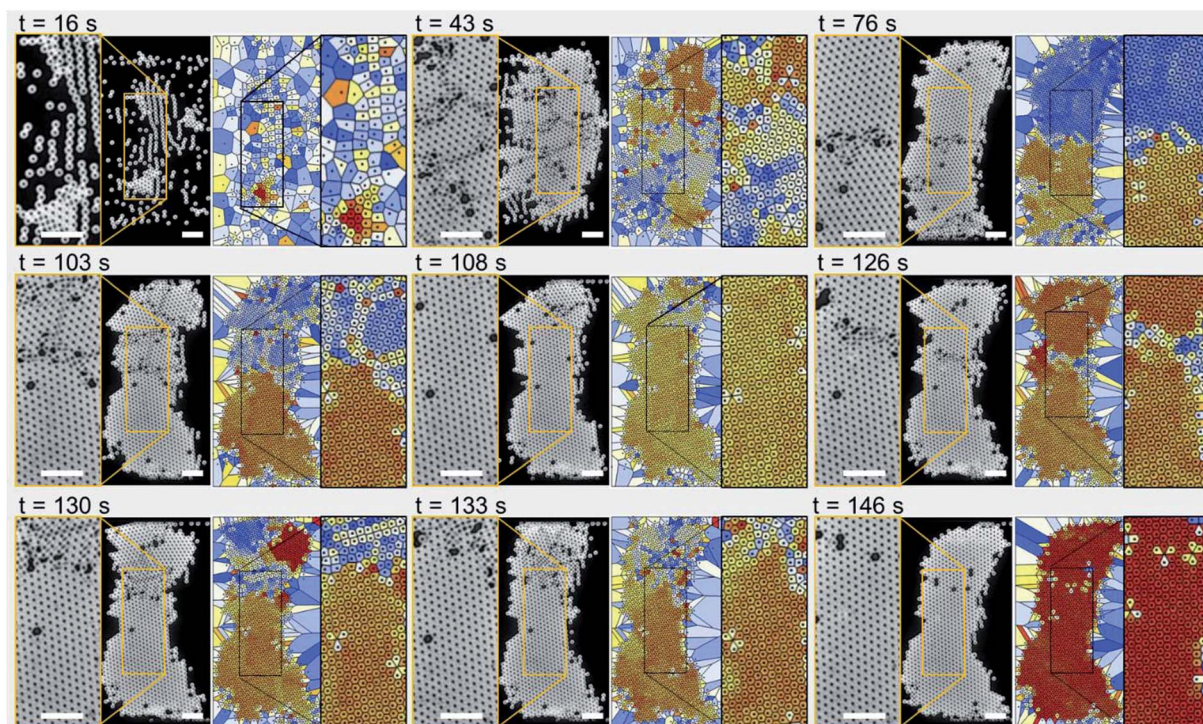 t = 16 s
t = 43 s
t = 76 s
t = 103 s
t = 108 s
t = 126 s
t = 130 s
t = 133 s
t = 146 s